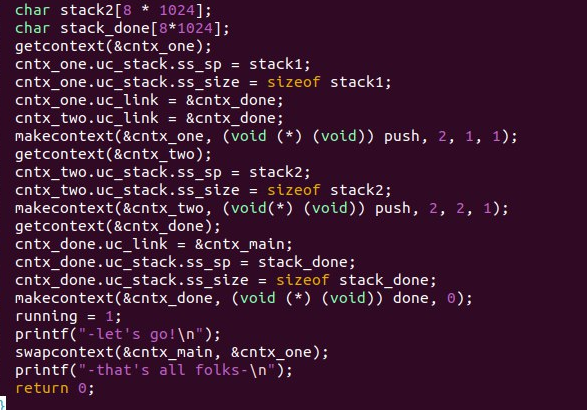 char stack2[8 * 1024];
char stack_done[8*1024];
getcontext(&cntx_one);
cntx_one.uc_stack.ss_sp = stack1;
cntx_one.uc_stack.ss_size = sizeof stack1;
cntx_one.uc_link = &cntx_done;
cntx_two.uc_link = &cntx_done;
makecontext(&cntx_one, (void (*) (void)) push, 2, 1, 1);
getcontext(&cntx_two);
cntx_two.uc_stack.ss_sp = stack2;
cntx_two.uc_stack.ss_size = sizeof stack2;
makecontext(&cntx_two, (void(*) (void)) push, 2, 2, 1);
getcontext(&cntx_done);
cntx_done.uc_link = &cntx_main;
cntx_done.uc_stack.ss_sp = stack_done;
cntx_done.uc_stack.ss_size = sizeof stack_done;
makecontext(&cntx_done, (void (*) (void)) done, 0);
running = 1;
printf("-let's go!\n");
swapcontext(&cntx_main, &cntx_one);
printf("-that's all folks-\n");
return 0;
}